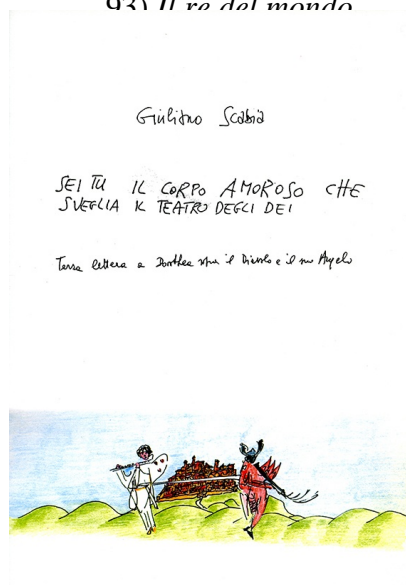 93) Il re del mondo
Giuliano Scabia
SEI TU IL CORPO AMOROSO CHE
SVEGLIA IL TEATRO DEGLI DEI
Terza lettera a Dorothea sopra il Diavolo e il suo Angelo